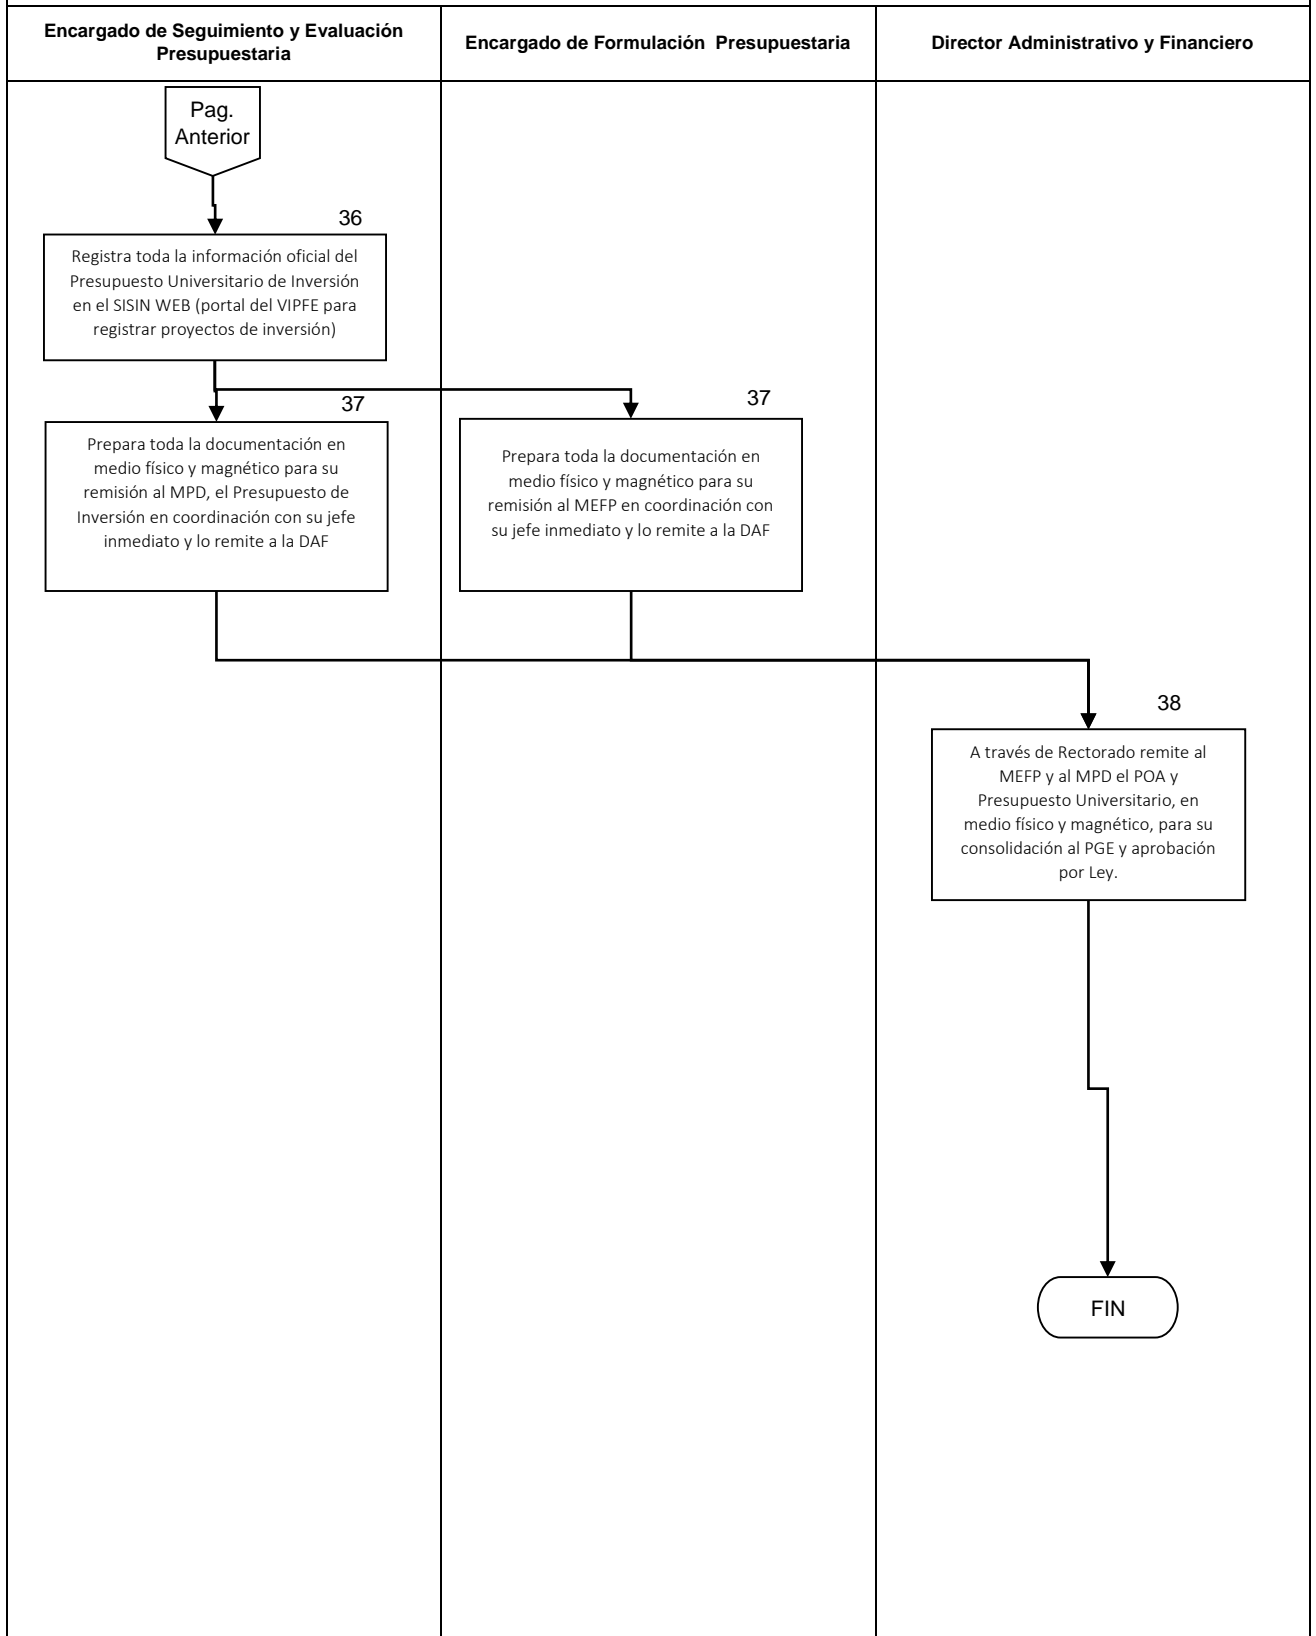 Encargado de Seguimiento y Evaluación
Presupuestaria
Encargado de Formulación  Presupuestaria
Director Administrativo y Financiero
Pag.
Anterior
36
Registra toda la información oficial del
Presupuesto Universitario de Inversión
en el SISIN WEB (portal del VIPFE para
registrar proyectos de inversión)
37
Prepara toda la documentación en
medio físico y magnético para su
remisión al MPD, el Presupuesto de
Inversión en coordinación con su jefe
inmediato y lo remite a la DAF
37
Prepara toda la documentación en
medio físico y magnético para su
remisión al MEFP en coordinación con
su jefe inmediato y lo remite a la DAF
38
A través de Rectorado remite al
MEFP y al MPD el POA y
Presupuesto Universitario, en
medio físico y magnético, para su
consolidación al PGE y aprobación
por Ley.
FIN